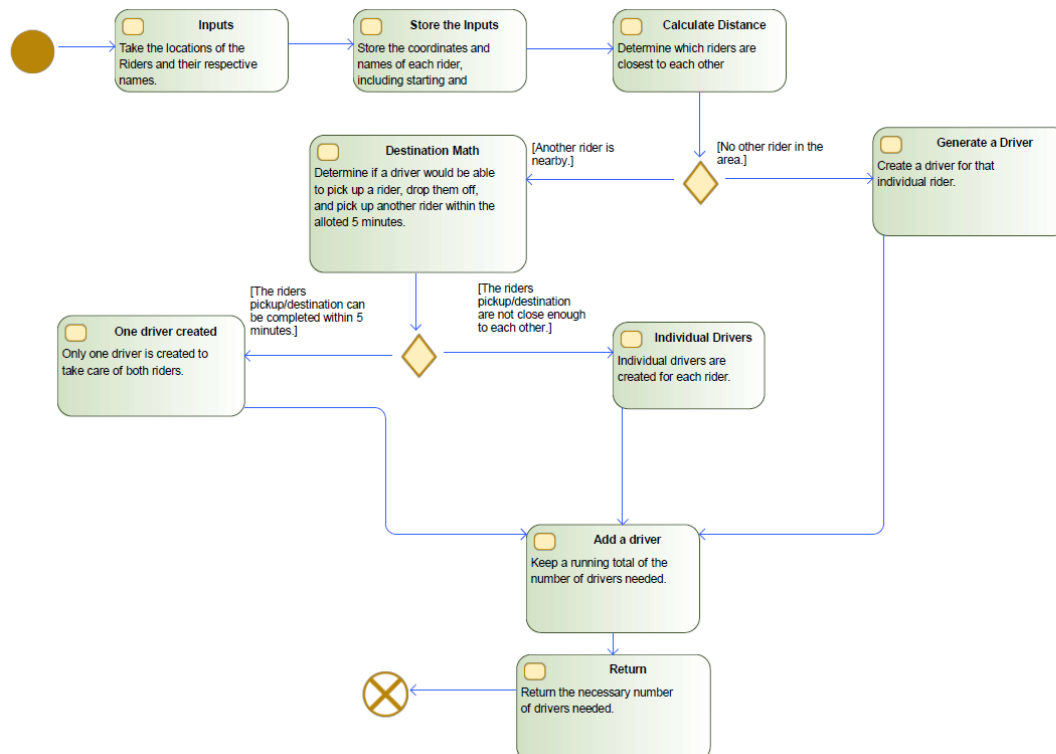 Inputs
Take the locations of the
Riders and their respective
names.
Store the Inputs
Store the coordinates and
names of each rider,
including starting and
Calculate Distance
Determine which riders are
closest to each other
[Another rider is
nearby.]
[No other rider in the
area.]
Destination Math
Determine if a driver would be able
to pick up a rider, drop them off,
and pick up another rider within the
alloted 5 minutes.
Generate a Driver
Create a driver for that
individual rider.
[The riders
pickup/destination can
be completed within 5
minutes.]
[The riders
pickup/destination
are not close enough
to each other.]
One driver created
Only one driver is created to
take care of both riders.
Individual Drivers
Individual drivers are
created for each rider.
Add a driver
Keep a running total of the
number of drivers needed.
Return
Return the necessary number
of drivers needed.